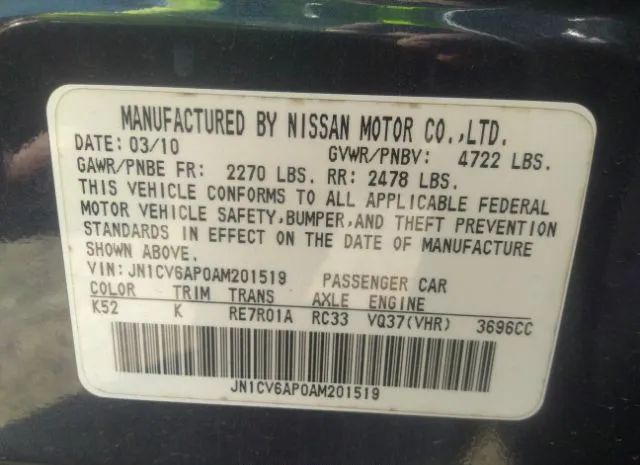 MANUFACTURED BY NISSAN MOTOR CO.,LTD.
DATE: 03/10 GVWR/PNBV: 4722 LBS.
GAWR/PNBE FR: 2270 LBS. RR: 2478 LBS.
THIS VEHICLE CONFORMS TO ALL APPLICABLE FEDERAL
MOTOR VEHICLE SAFETY,BUMPER,AND THEFT PREVENTION
STANDARDS IN EFFECT ON THE DATE OF MANUFACTURE
SHOWN ABOVE.
VIN: JN1CV6AP0AM201519 PASSENGER CAR
COLOR TRIM TRANS AXLE ENGINE
K52 K RE7R01A RC33 VQ37(VHR) 3696CC
JN1CV6AP0AM201519